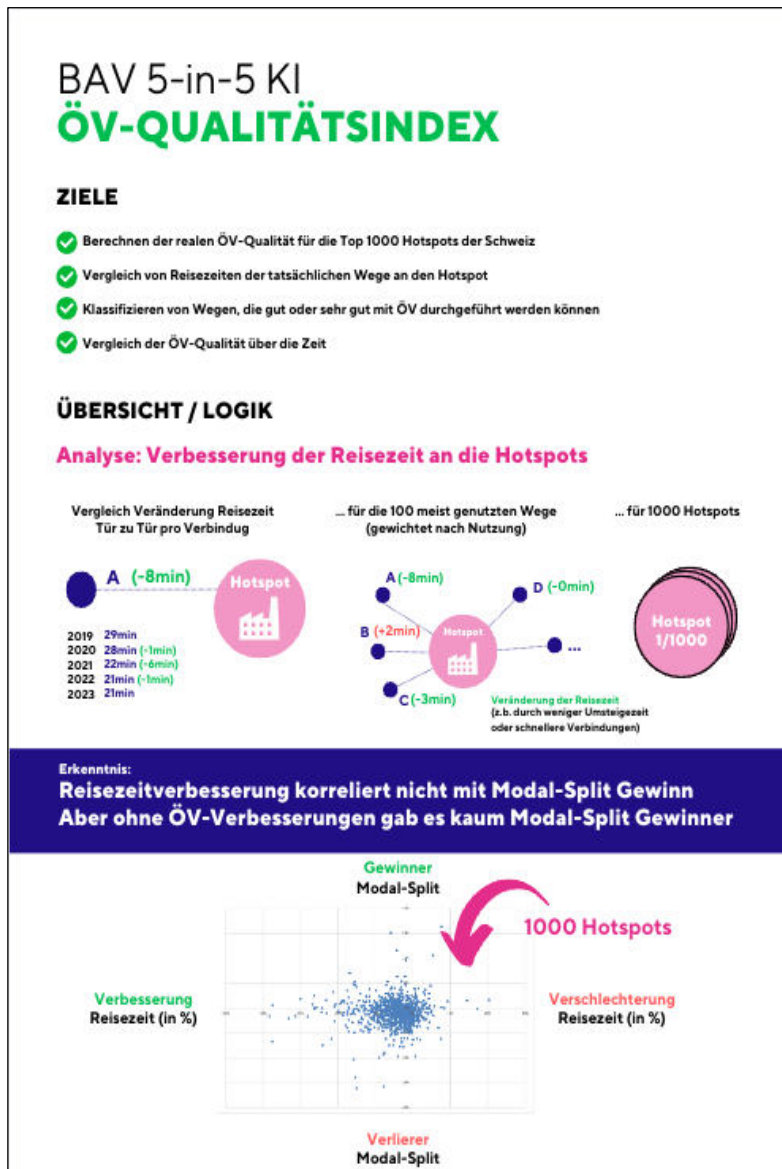 BAV 5-in-5 KI
ÖV-QUALITÄTSINDEX
ZIELE
Berechnen der realen ÖV-Qualität für die Top 1000 Hotspots der Schweiz
Vergleich von Reisezeiten der tatsächlichen Wege an den Hotspot
Klassifizieren von Wegen, die gut oder sehr gut mit ÖV durchgeführt werden können
Vergleich der ÖV-Qualität über die Zeit
ÜBERSICHT / LOGIK
Analyse: Verbesserung der Reisezeit an die Hotspots
Vergleich Veränderung Reisezeit
Tür zu Tür pro Verbindug
A (-8min)
Hotspot
2019 29min
2020 28min (-1min)
2021 22min (-6min)
2022 21min (-1min)
2023 21min
... für die 100 meist genutzten Wege
(gewichtet nach Nutzung)
A (-8min)
D (-0min)
B (+2min)
Hotspot
...
C (-3min)
Veränderung der Reisezeit
(z.b. durch weniger Umsteigezeit
oder schnellere Verbindungen)
... für 1000 Hotspots
Hotspot
1/1000
Erkenntnis:
Reisezeitverbesserung korreliert nicht mit Modal-Split Gewinn
Aber ohne ÖV-Verbesserungen gab es kaum Modal-Split Gewinner
Gewinner
Modal-Split
1000 Hotspots
Verbesserung
Reisezeit (in %)
Verschlechterung
Reisezeit (in %)
Verlierer
Modal-Split